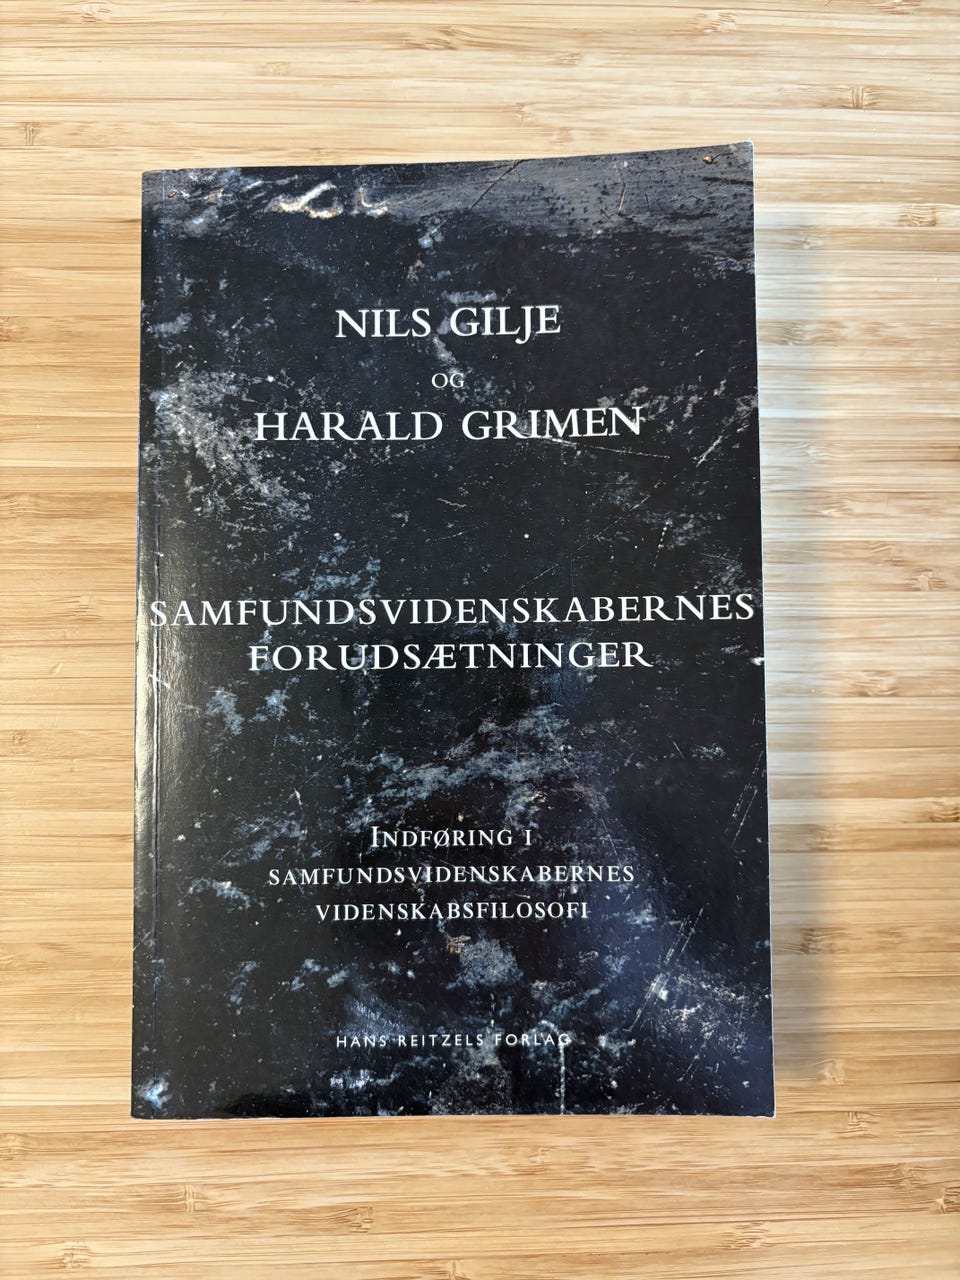 NILS GILJE
OG
HARALD GRIMEN
SAMFUNDSVIDENSKABERNES
FORUDSÆTNINGER
INDFØRING I
SAMFUNDSVIDENSKABERNES
VIDENSKABSFILOSOFI
HANS REITZELS FORLAG